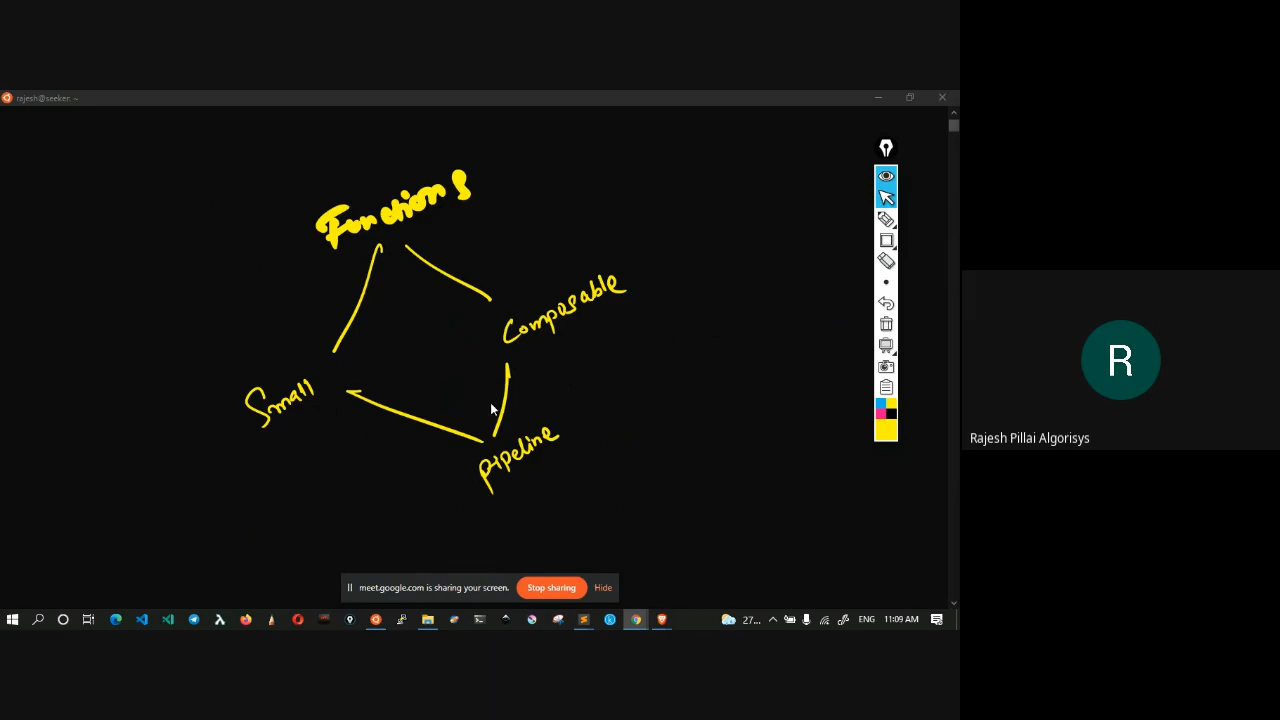 rajesh@seeker: ~
Functions
Composable
Small
Pipeline
R
Rajesh Pillai Algorisys
meet.google.com is sharing your screen.
Stop sharing
Hide
27...
ENG
11:09 AM